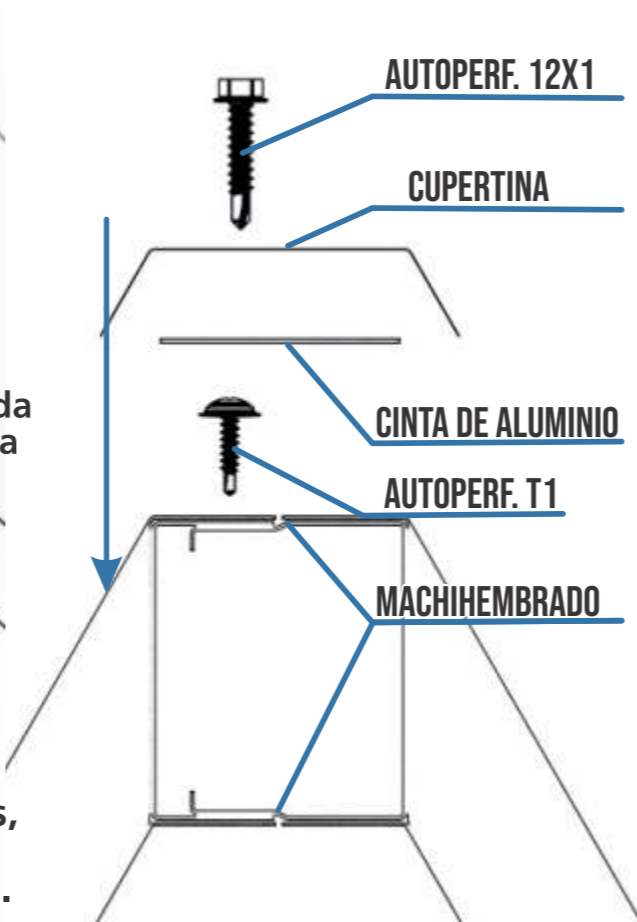 AUTOPERF. 12X1
CUPERTINA
da
a
CINTA DE ALUMINIO
AUTOPERF. T1
MACHIHEMBRADO
s,
.